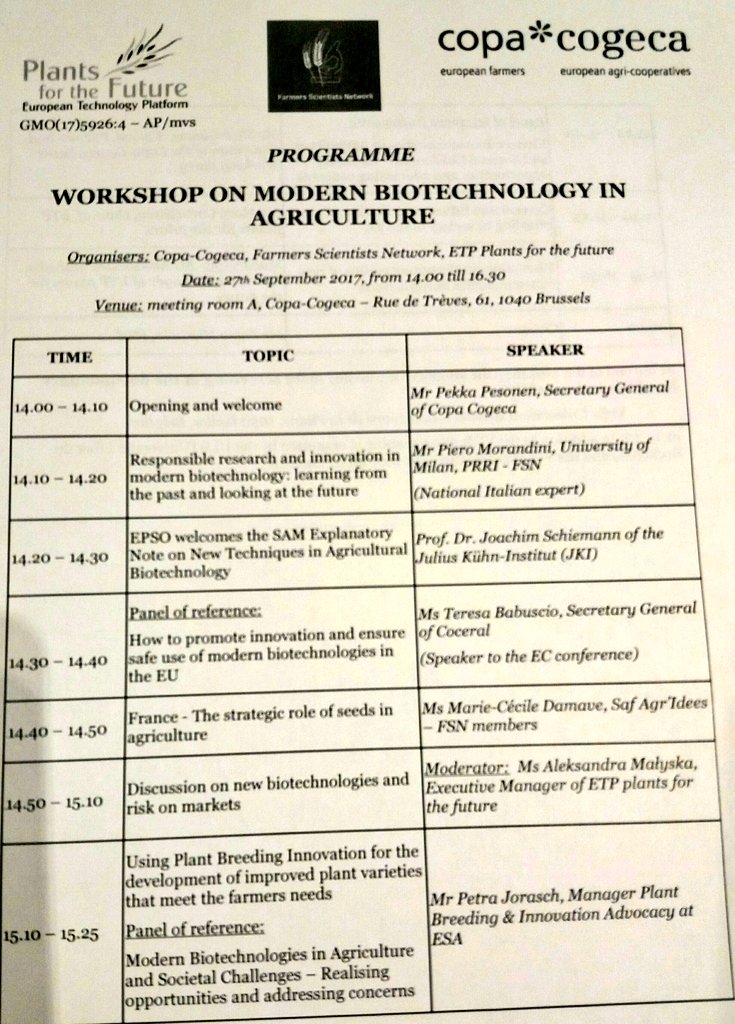 Plants
for the Future
European Technology Platform
GMO(17)5926:4 – AP/mvs
Farmers Scientists Network
copa*cogeca
european farmers european agri-cooperatives
PROGRAMME
WORKSHOP ON MODERN BIOTECHNOLOGY IN
AGRICULTURE
Organisers: Copa-Cogeca, Farmers Scientists Network, ETP Plants for the future
Date: 27th September 2017, from 14.00 till 16.30
Venue: meeting room A, Copa-Cogeca – Rue de Trèves, 61, 1040 Brussels
TIME TOPIC SPEAKER
14.00 – 14.10
Opening and welcome
Mr Pekka Pesonen, Secretary General
of Copa Cogeca
14.10 – 14.20
Responsible research and innovation in
modern biotechnology: learning from
the past and looking at the future
Mr Piero Morandini, University of
Milan, PRRI - FSN
(National Italian expert)
14.20 – 14.30
EPSO welcomes the SAM Explanatory
Note on New Techniques in Agricultural
Biotechnology
Prof. Dr. Joachim Schiemann of the
Julius Kühn-Institut (JKI)
14.30 – 14.40
Panel of reference:
How to promote innovation and ensure
safe use of modern biotechnologies in
the EU
Ms Teresa Babuscio, Secretary General
of Coceral
(Speaker to the EC conference)
14.40 – 14.50
France - The strategic role of seeds in
agriculture
Ms Marie-Cécile Damave, Saf Agr'Idees
– FSN members
14.50 – 15.10
Discussion on new biotechnologies and
risk on markets
Moderator: Ms Aleksandra Małyska,
Executive Manager of ETP plants for
the future
15.10 – 15.25
Using Plant Breeding Innovation for the
development of improved plant varieties
that meet the farmers needs
Panel of reference:
Modern Biotechnologies in Agriculture
and Societal Challenges – Realising
opportunities and addressing concerns
Mr Petra Jorasch, Manager Plant
Breeding & Innovation Advocacy at
ESA